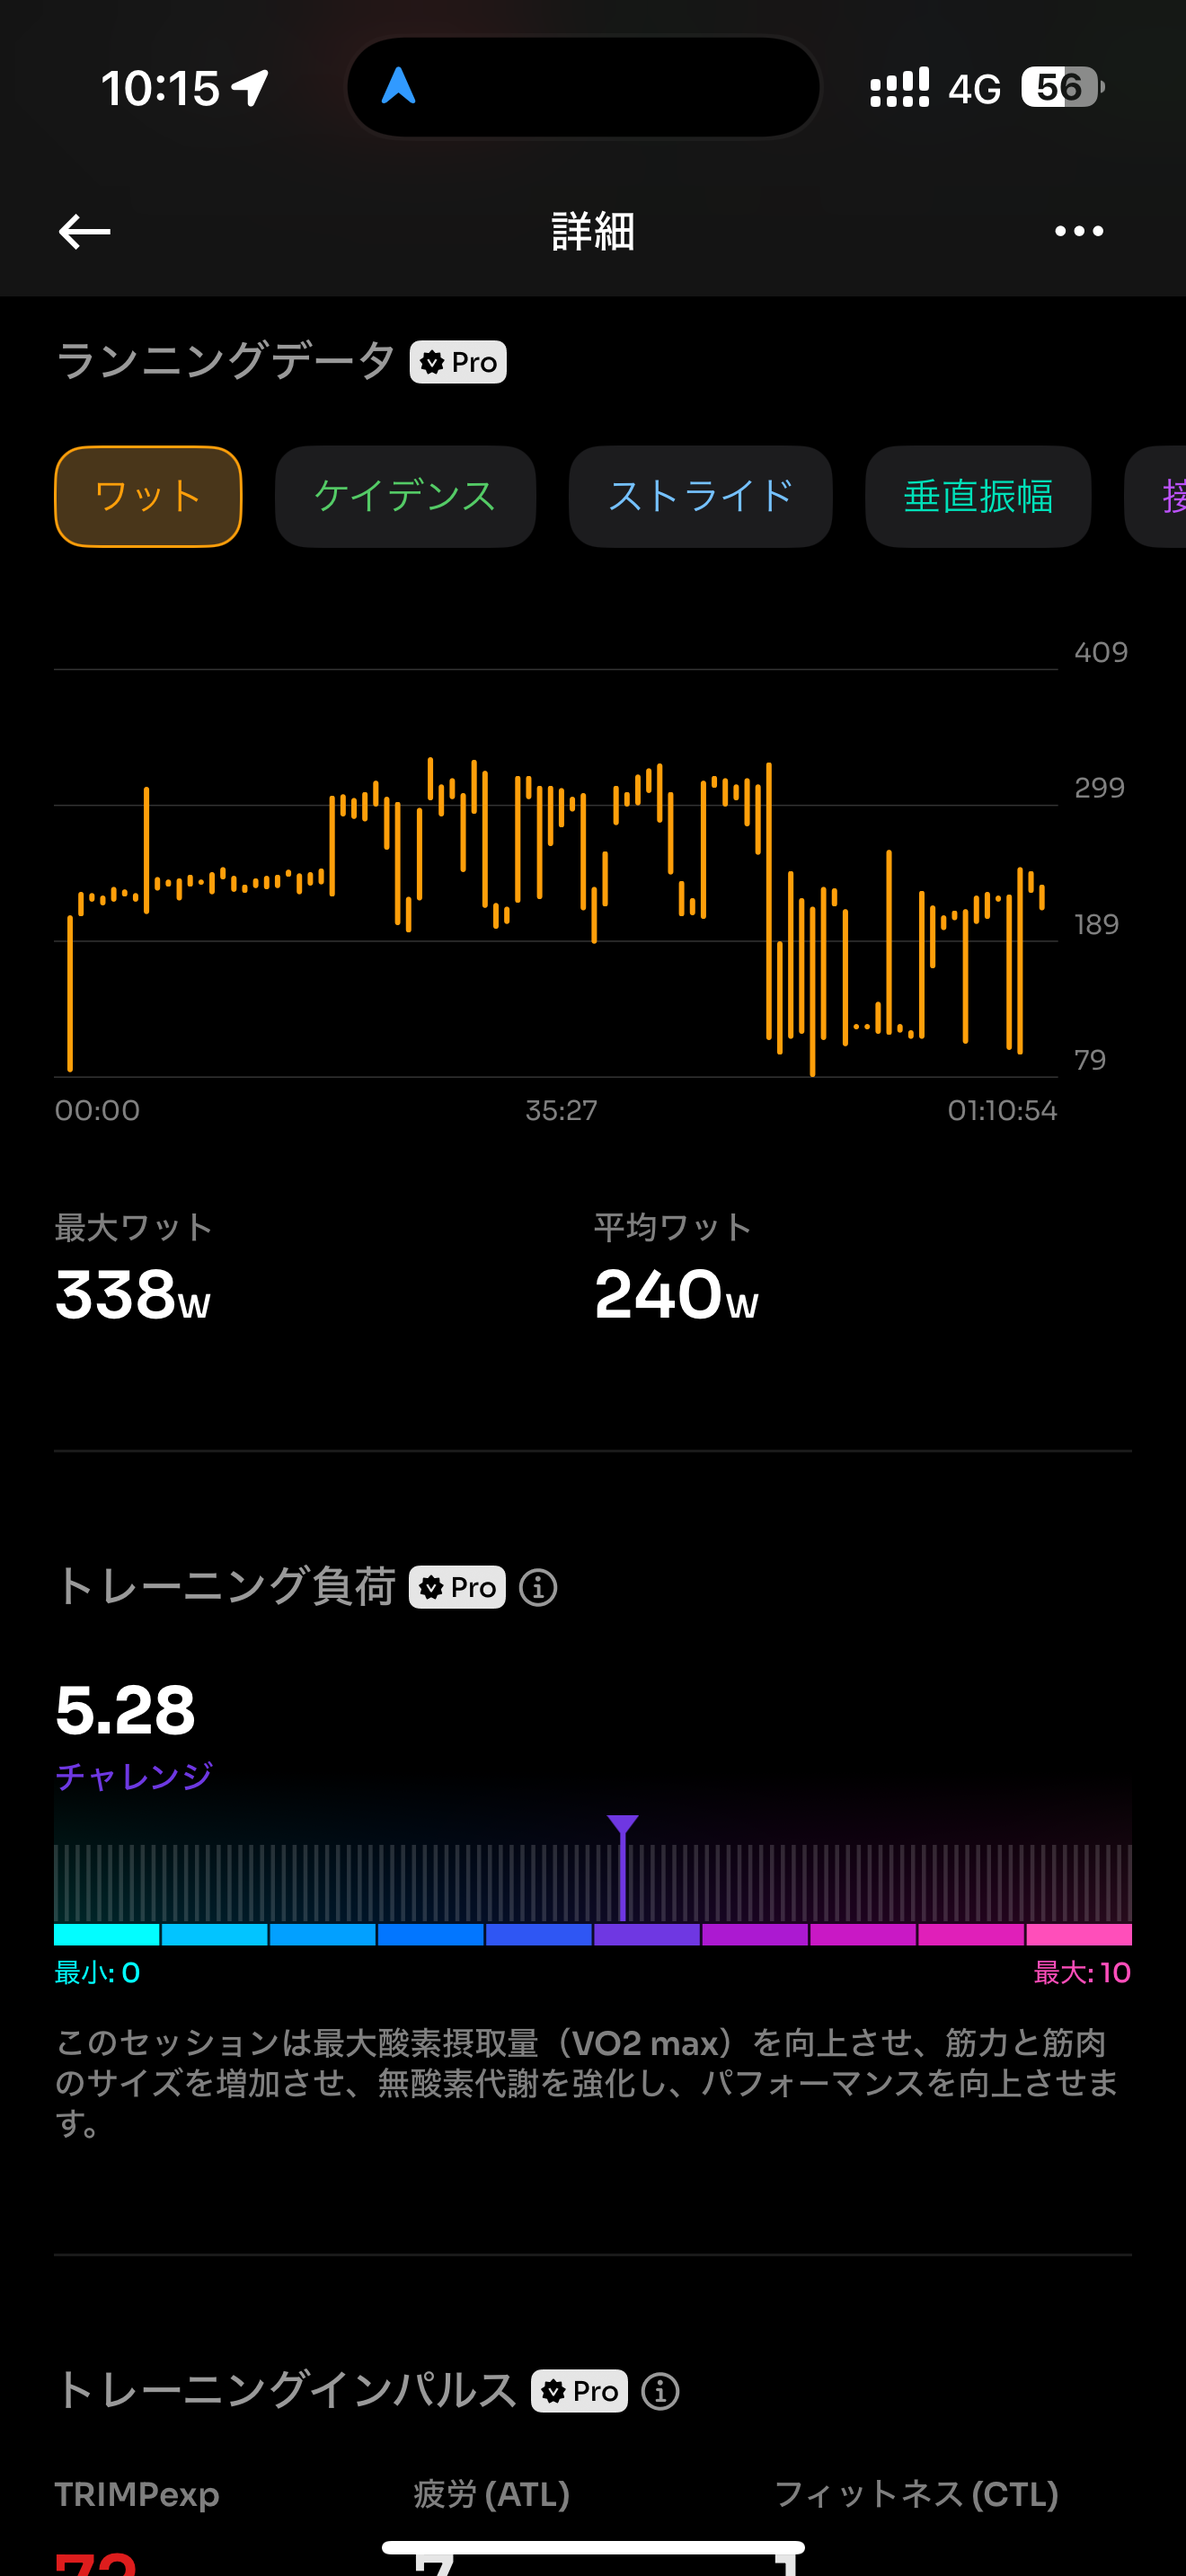 10:15 4G 56
詳細
ランニングデータ Pro
ワット ケイデンス ストライド 垂直振幅 接
409
299
189
79
00:00 35:27 01:10:54
最大ワット 平均ワット
338W 240W
トレーニング負荷 Pro
5.28
チャレンジ
最小: 0 最大: 10
このセッションは最大酸素摂取量（VO2 max）を向上させ、筋力と筋肉
のサイズを増加させ、無酸素代謝を強化し、パフォーマンスを向上させま
す。
トレーニングインパルス Pro
TRIMPexp 疲労 (ATL) フィットネス (CTL)